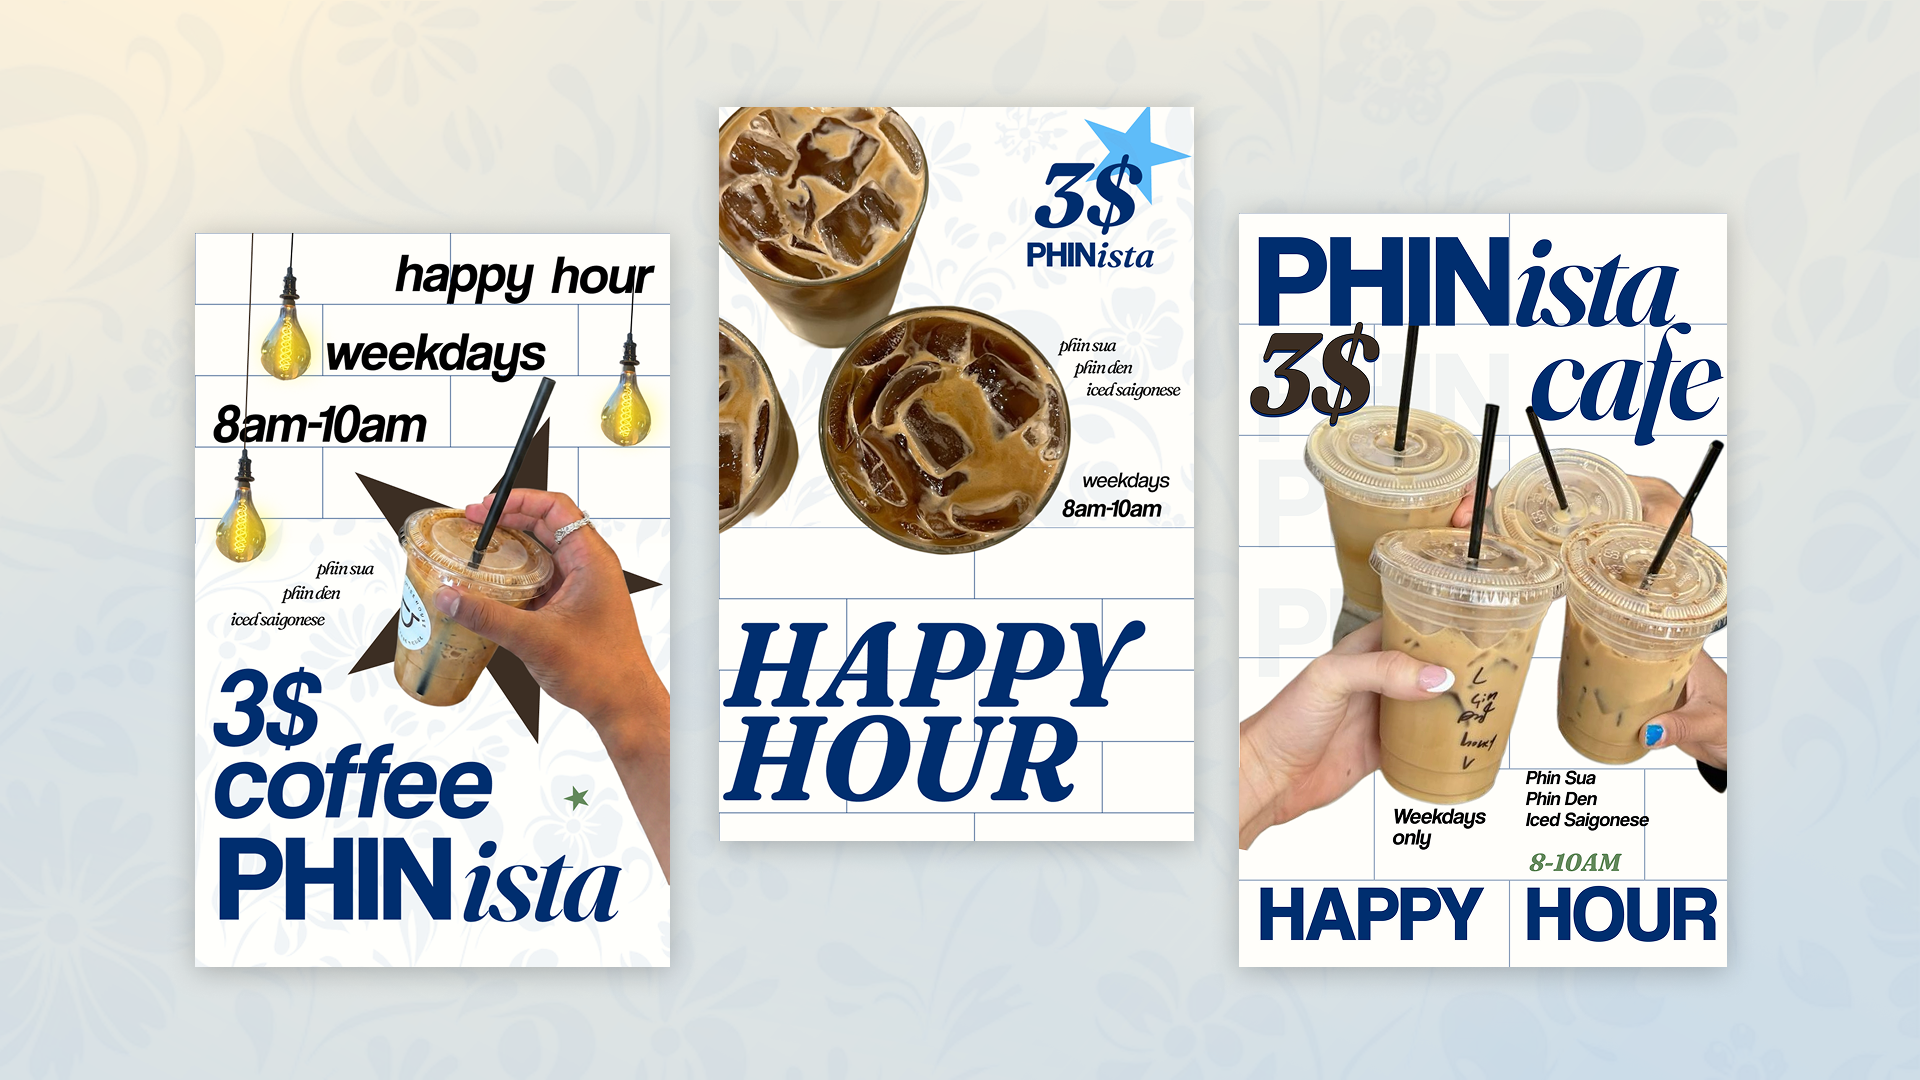 happy hour
weekdays
8am-10am
phin sua
phin den
iced saigonese
3$
coffee
PHINista
3$
PHINista
phin sua
phin den
iced saigonese
weekdays
8am-10am
HAPPY
HOUR
PHINista
3$
cafe
PHIN
L
V
Phin Sua
Phin Den
Iced Saigonese
Weekdays
only
8-10AM
HAPPY HOUR